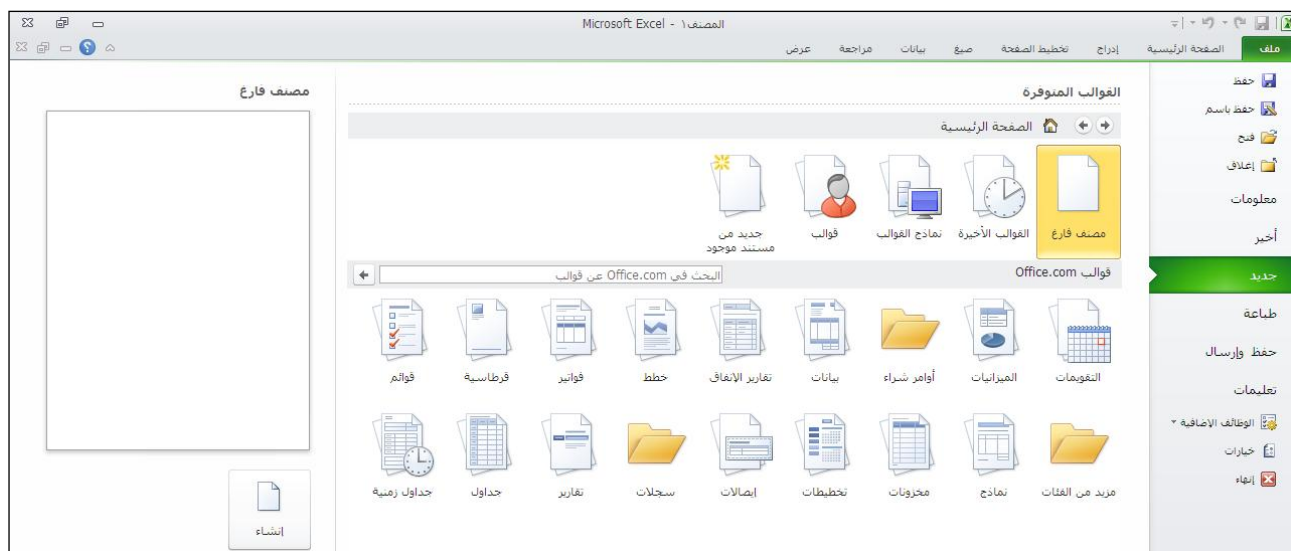 المصنف١ - Microsoft Excel
ملف الصفحة الرئيسية إدراج تخطيط الصفحة صيغ بيانات مراجعة عرض
حفظ
حفظ باسم
فتح
إغلاق
معلومات
أخير
جديد
طباعة
حفظ وإرسال
تعليمات
الوظائف الإضافية
خيارات
إنهاء
القوالب المتوفرة
الصفحة الرئيسية
مصنف فارغ القوالب الأخيرة نماذج القوالب قوالب جديد من
مستند موجود
قوالب Office.com البحث في Office.com عن قوالب
التقويمات الميزانيات أوامر شراء بيانات تقارير الإنفاق خطط فواتير قرطاسية قوائم
مزيد من الفئات نماذج مخزونات تخطيطات إيصالات سجلات تقارير جداول جداول زمنية
مصنف فارغ
إنشاء